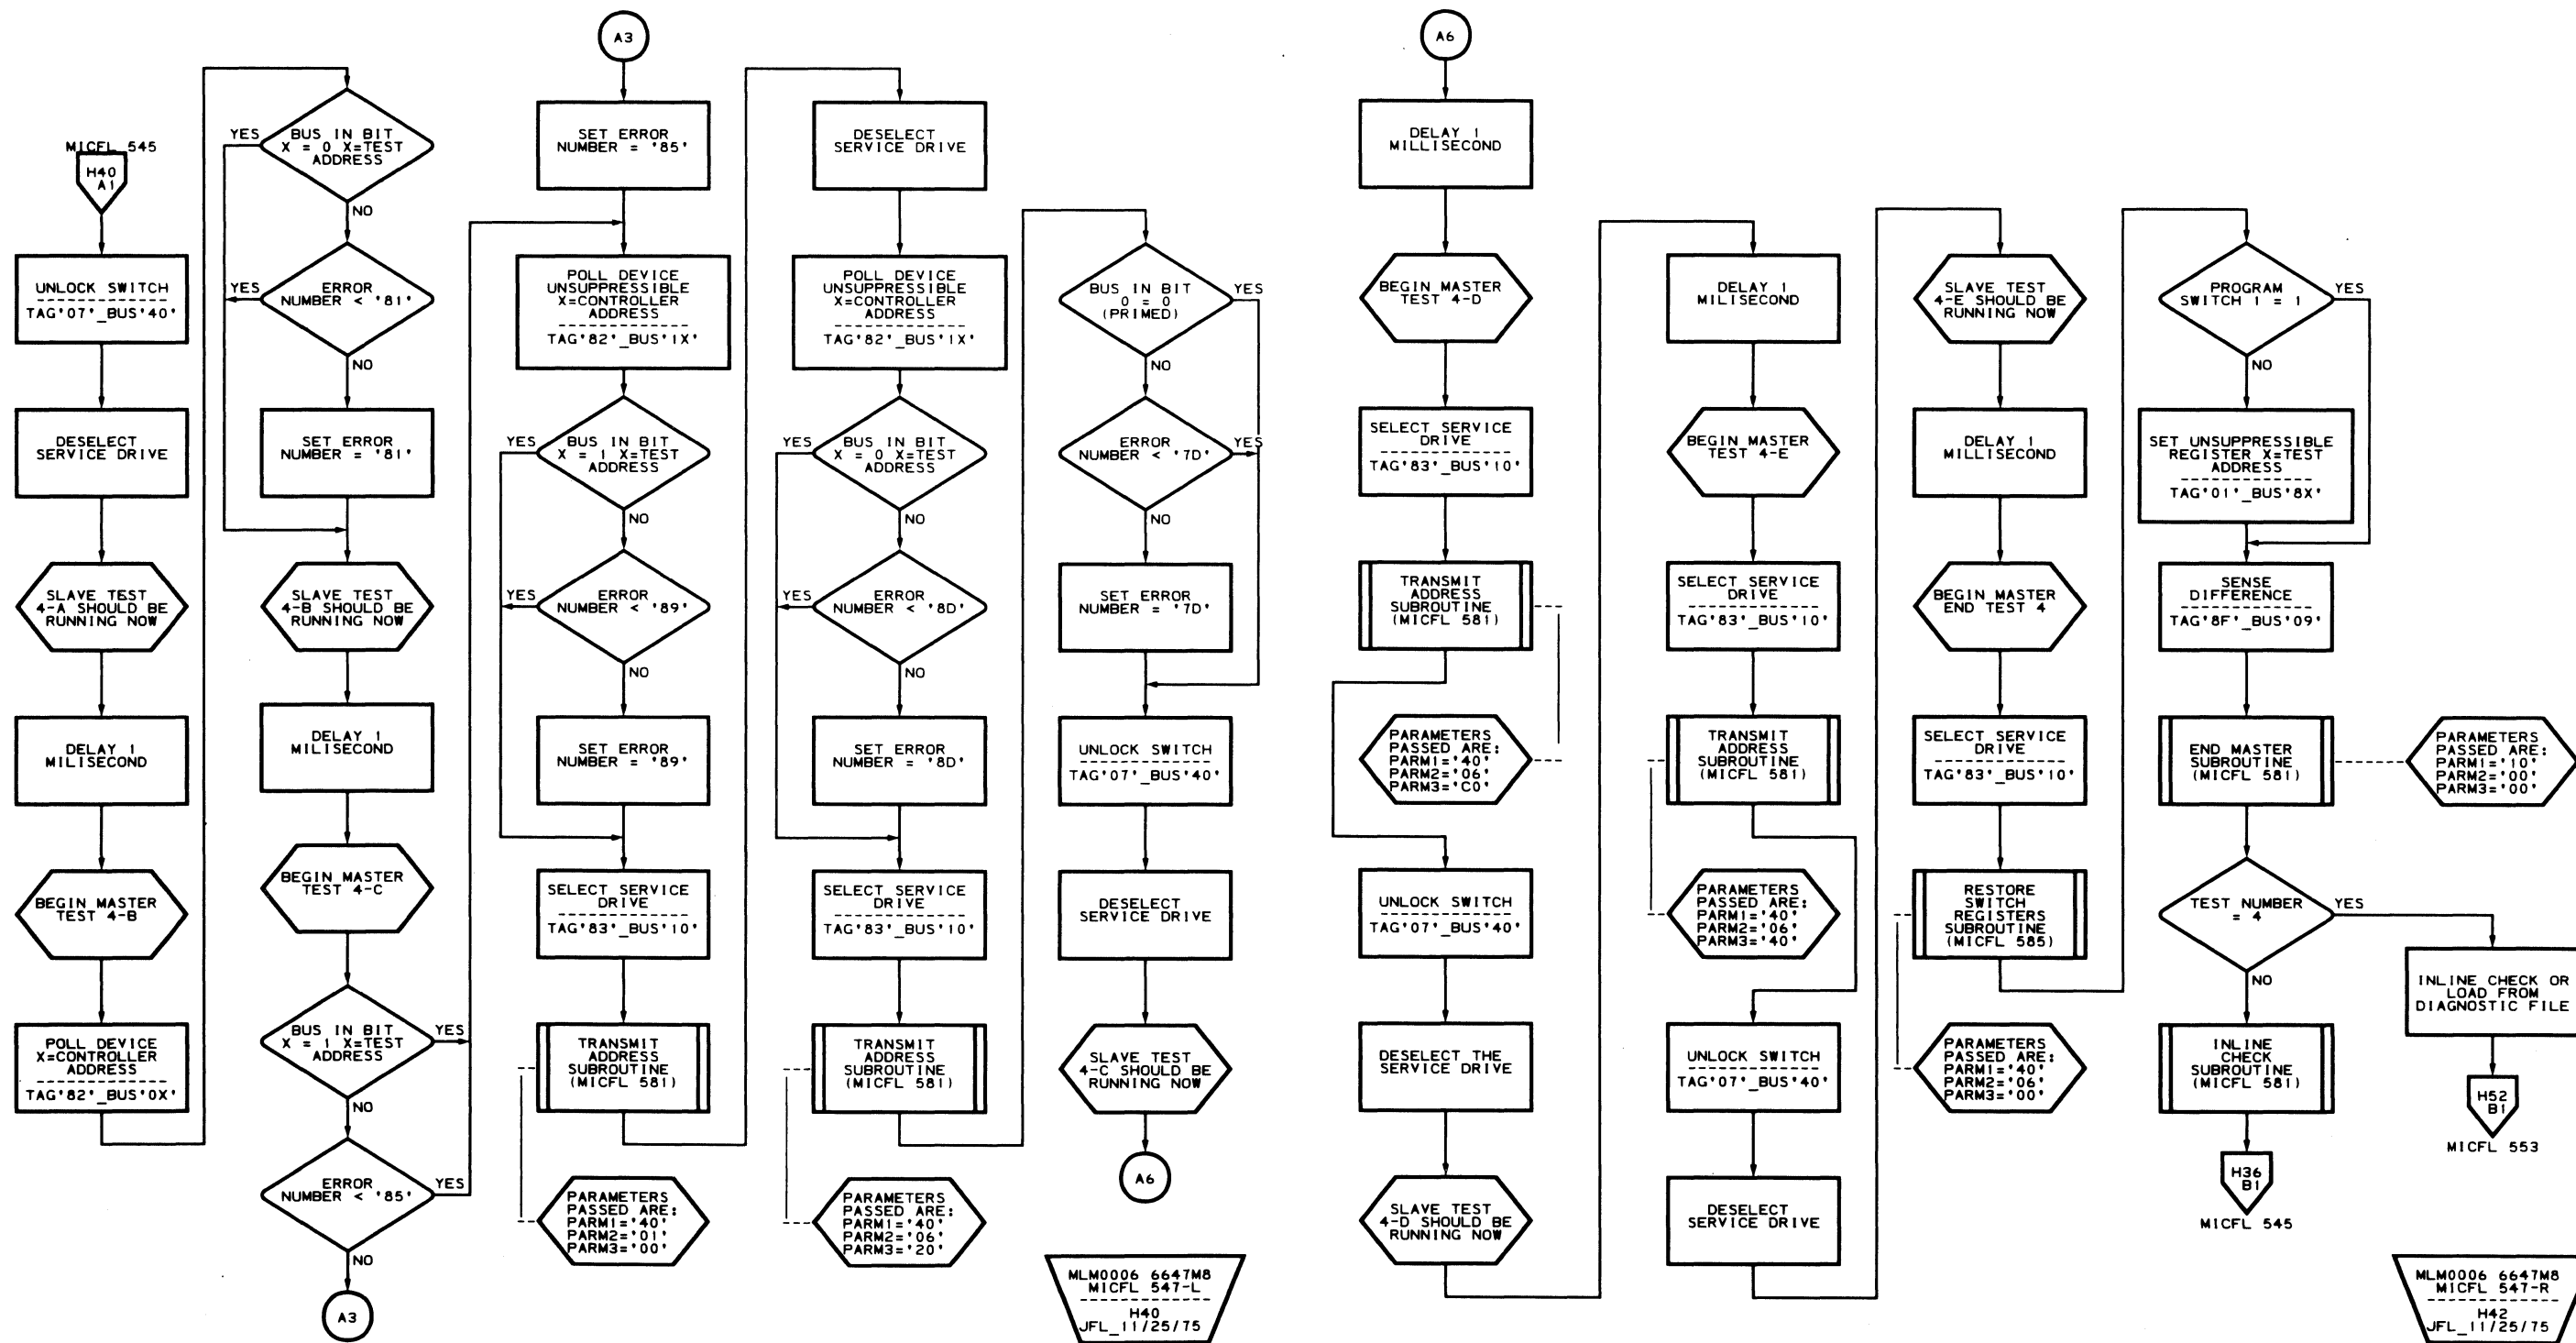 MICFL 545
H40
A1
UNLOCK SWITCH
TAG'07'_BUS'40'
DESELECT
SERVICE DRIVE
SLAVE TEST
4-A SHOULD BE
RUNNING NOW
DELAY 1
MILISECOND
BEGIN MASTER
TEST 4-B
POLL DEVICE
X=CONTROLLER
ADDRESS
TAG'82'_BUS'0X'
BUS IN BIT
X = 0 X=TEST
ADDRESS
YES
NO
ERROR
NUMBER < '81'
YES
NO
SET ERROR
NUMBER = '81'
SLAVE TEST
4-B SHOULD BE
RUNNING NOW
DELAY 1
MILISECOND
BEGIN MASTER
TEST 4-C
BUS IN BIT
X = 1 X=TEST
ADDRESS
YES
NO
ERROR
NUMBER < '85'
YES
NO
A3
A3
SET ERROR
NUMBER = '85'
POLL DEVICE
UNSUPPRESSIBLE
X=CONTROLLER
ADDRESS
TAG'82'_BUS'1X'
BUS IN BIT
X = 1 X=TEST
ADDRESS
YES
NO
ERROR
NUMBER < '89'
YES
NO
SET ERROR
NUMBER = '89'
SELECT SERVICE
DRIVE
TAG'83'_BUS'10'
TRANSMIT
ADDRESS
SUBROUTINE
(MICFL 581)
PARAMETERS
PASSED ARE:
PARM1='40'
PARM2='01'
PARM3='00'
DESELECT
SERVICE DRIVE
POLL DEVICE
UNSUPPRESSIBLE
X=CONTROLLER
ADDRESS
TAG'82'_BUS'1X'
BUS IN BIT
X = 0 X=TEST
ADDRESS
YES
NO
ERROR
NUMBER < '8D'
YES
NO
SET ERROR
NUMBER = '8D'
SELECT SERVICE
DRIVE
TAG'83'_BUS'10'
TRANSMIT
ADDRESS
SUBROUTINE
(MICFL 581)
PARAMETERS
PASSED ARE:
PARM1='40'
PARM2='06'
PARM3='20'
BUS IN BIT
0 = 0
(PRIMED)
YES
NO
ERROR
NUMBER < '7D'
YES
NO
SET ERROR
NUMBER = '7D'
UNLOCK SWITCH
TAG'07'_BUS'40'
DESELECT
SERVICE DRIVE
SLAVE TEST
4-C SHOULD BE
RUNNING NOW
A6
MLM0006 6647M8
MICFL 547-L
H40
JFL_11/25/75
A6
DELAY 1
MILLISECOND
BEGIN MASTER
TEST 4-D
SELECT SERVICE
DRIVE
TAG'83'_BUS'10'
TRANSMIT
ADDRESS
SUBROUTINE
(MICFL 581)
PARAMETERS
PASSED ARE:
PARM1='40'
PARM2='06'
PARM3='C0'
UNLOCK SWITCH
TAG'07'_BUS'40'
DESELECT THE
SERVICE DRIVE
SLAVE TEST
4-D SHOULD BE
RUNNING NOW
DELAY 1
MILISECOND
BEGIN MASTER
TEST 4-E
SELECT SERVICE
DRIVE
TAG'83'_BUS'10'
TRANSMIT
ADDRESS
SUBROUTINE
(MICFL 581)
PARAMETERS
PASSED ARE:
PARM1='40'
PARM2='06'
PARM3='40'
UNLOCK SWITCH
TAG'07'_BUS'40'
DESELECT
SERVICE DRIVE
SLAVE TEST
4-E SHOULD BE
RUNNING NOW
DELAY 1
MILLISECOND
BEGIN MASTER
END TEST 4
SELECT SERVICE
DRIVE
TAG'83'_BUS'10'
RESTORE
SWITCH
REGISTERS
SUBROUTINE
(MICFL 585)
PARAMETERS
PASSED ARE:
PARM1='40'
PARM2='06'
PARM3='00'
PROGRAM
SWITCH 1 = 1
YES
NO
SET UNSUPPRESSIBLE
REGISTER X=TEST
ADDRESS
TAG'01'_BUS'8X'
SENSE
DIFFERENCE
TAG'8F'_BUS'09'
END MASTER
SUBROUTINE
(MICFL 581)
PARAMETERS
PASSED ARE:
PARM1='10'
PARM2='00'
PARM3='00'
TEST NUMBER
= 4
YES
NO
INLINE
CHECK
SUBROUTINE
(MICFL 581)
H36
B1
MICFL 545
INLINE CHECK OR
LOAD FROM
DIAGNOSTIC FILE
H52
B1
MICFL 553
MLM0006 6647M8
MICFL 547-R
H42
JFL_11/25/75